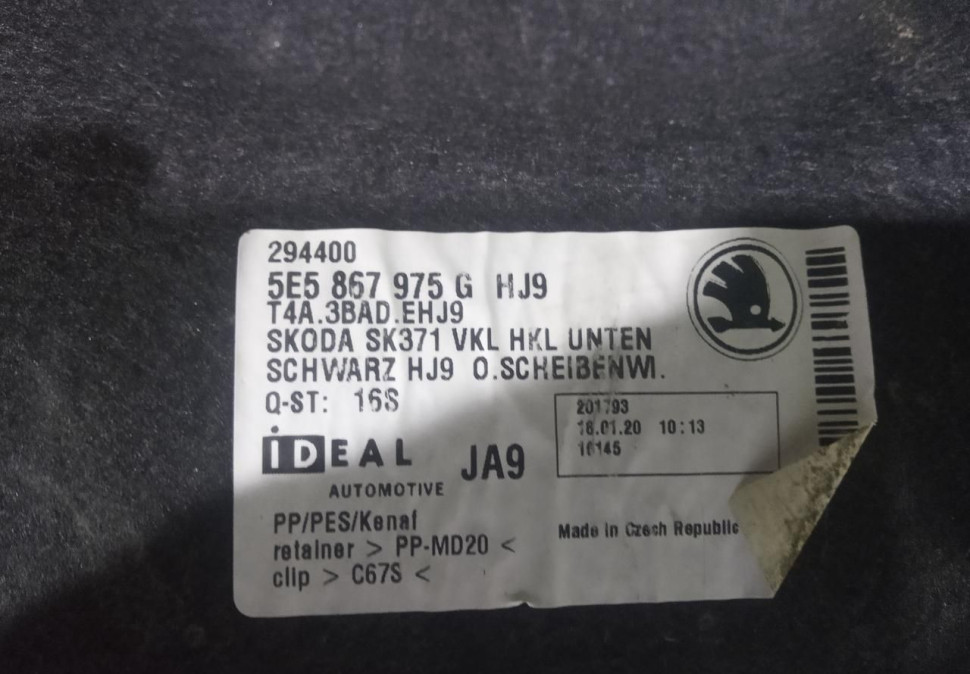 294400
5E5 867 975 G HJ9
T4A.3BAD.EHJ9
SKODA SK371 VKL HKL UNTEN
SCHWARZ HJ9 O.SCHEIBENWI.
Q-ST: 16S
201793
18.01.20 10:13
16145
iDEAL
AUTOMOTIVE
JA9
PP/PES/Kenaf
retainer > PP-MD20 <
clip > C67S <
Made in Czech Republic